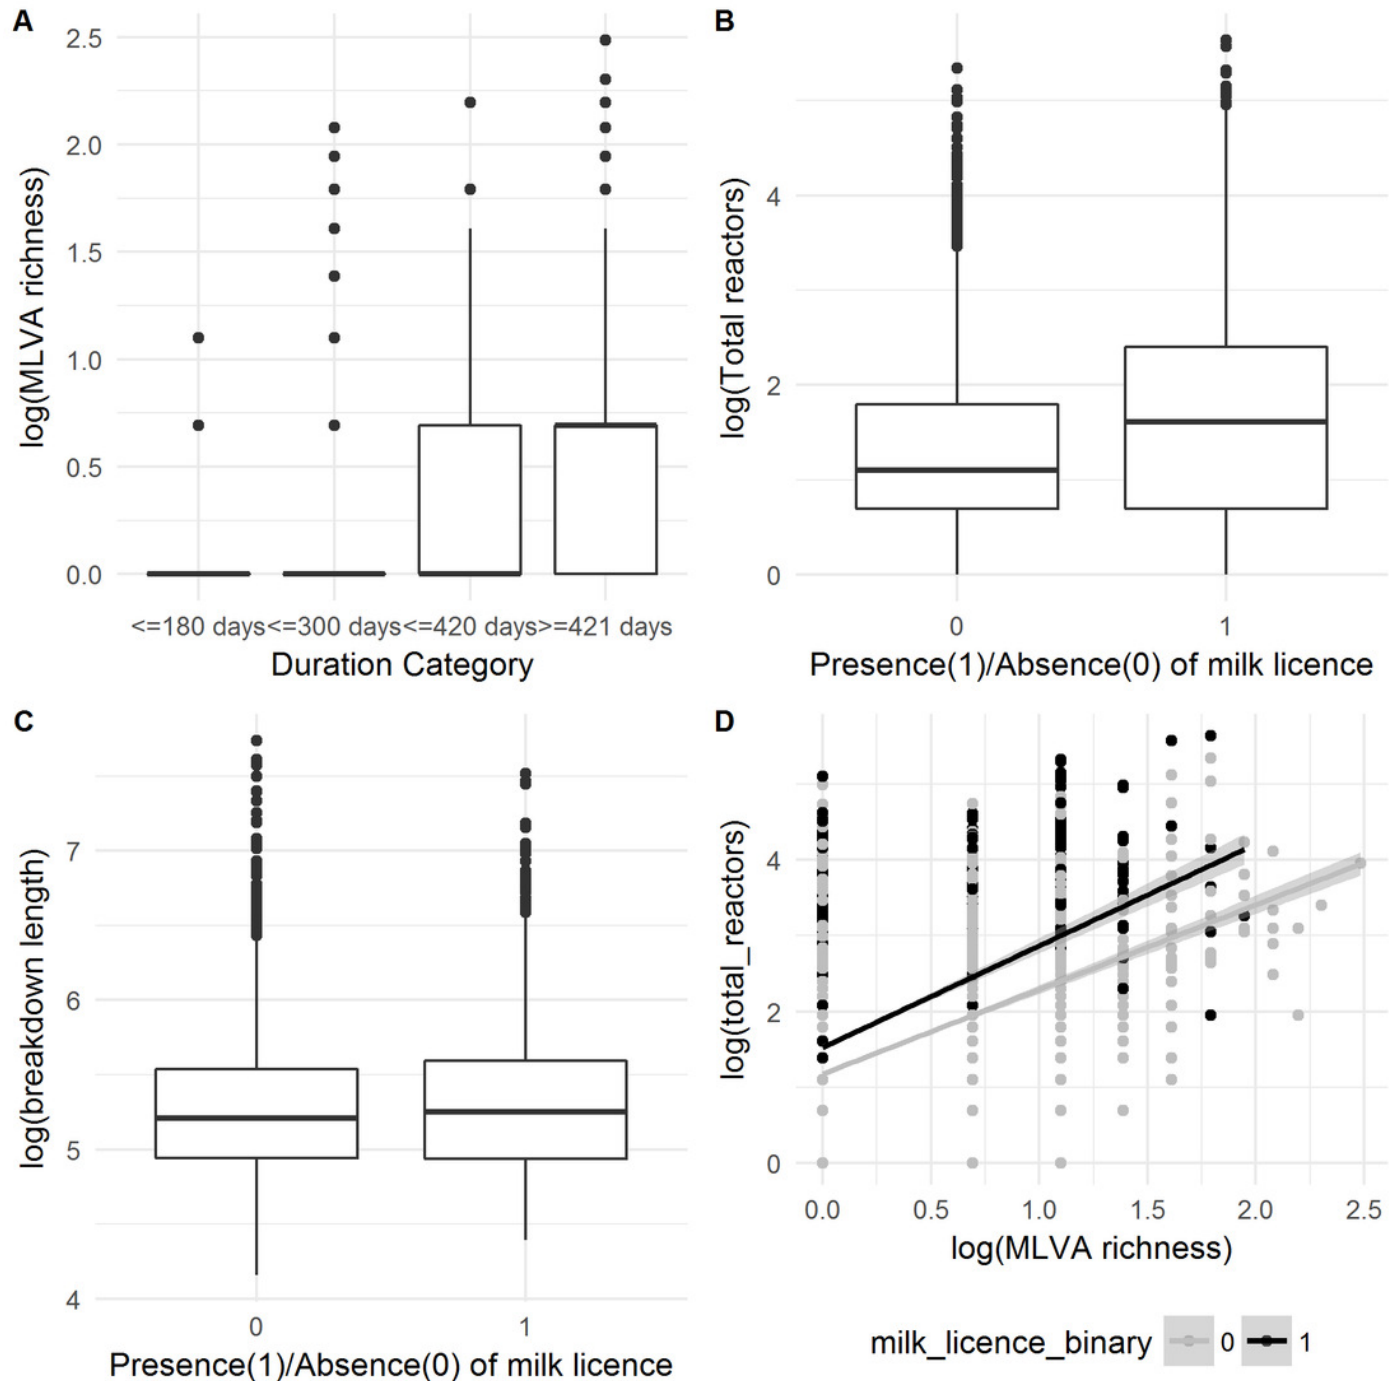 A
log(MLVA richness)
2.5
2.0
1.5
1.0
0.5
0.0
<=180 days<=300 days<=420 days>=421 days
Duration Category
B
log(Total reactors)
4
2
0
0 1
Presence(1)/Absence(0) of milk licence
C
log(breakdown length)
7
6
5
4
0 1
Presence(1)/Absence(0) of milk licence
D
log(total_reactors)
4
2
0
0.0 0.5 1.0 1.5 2.0 2.5
log(MLVA richness)
milk_licence_binary 0 1